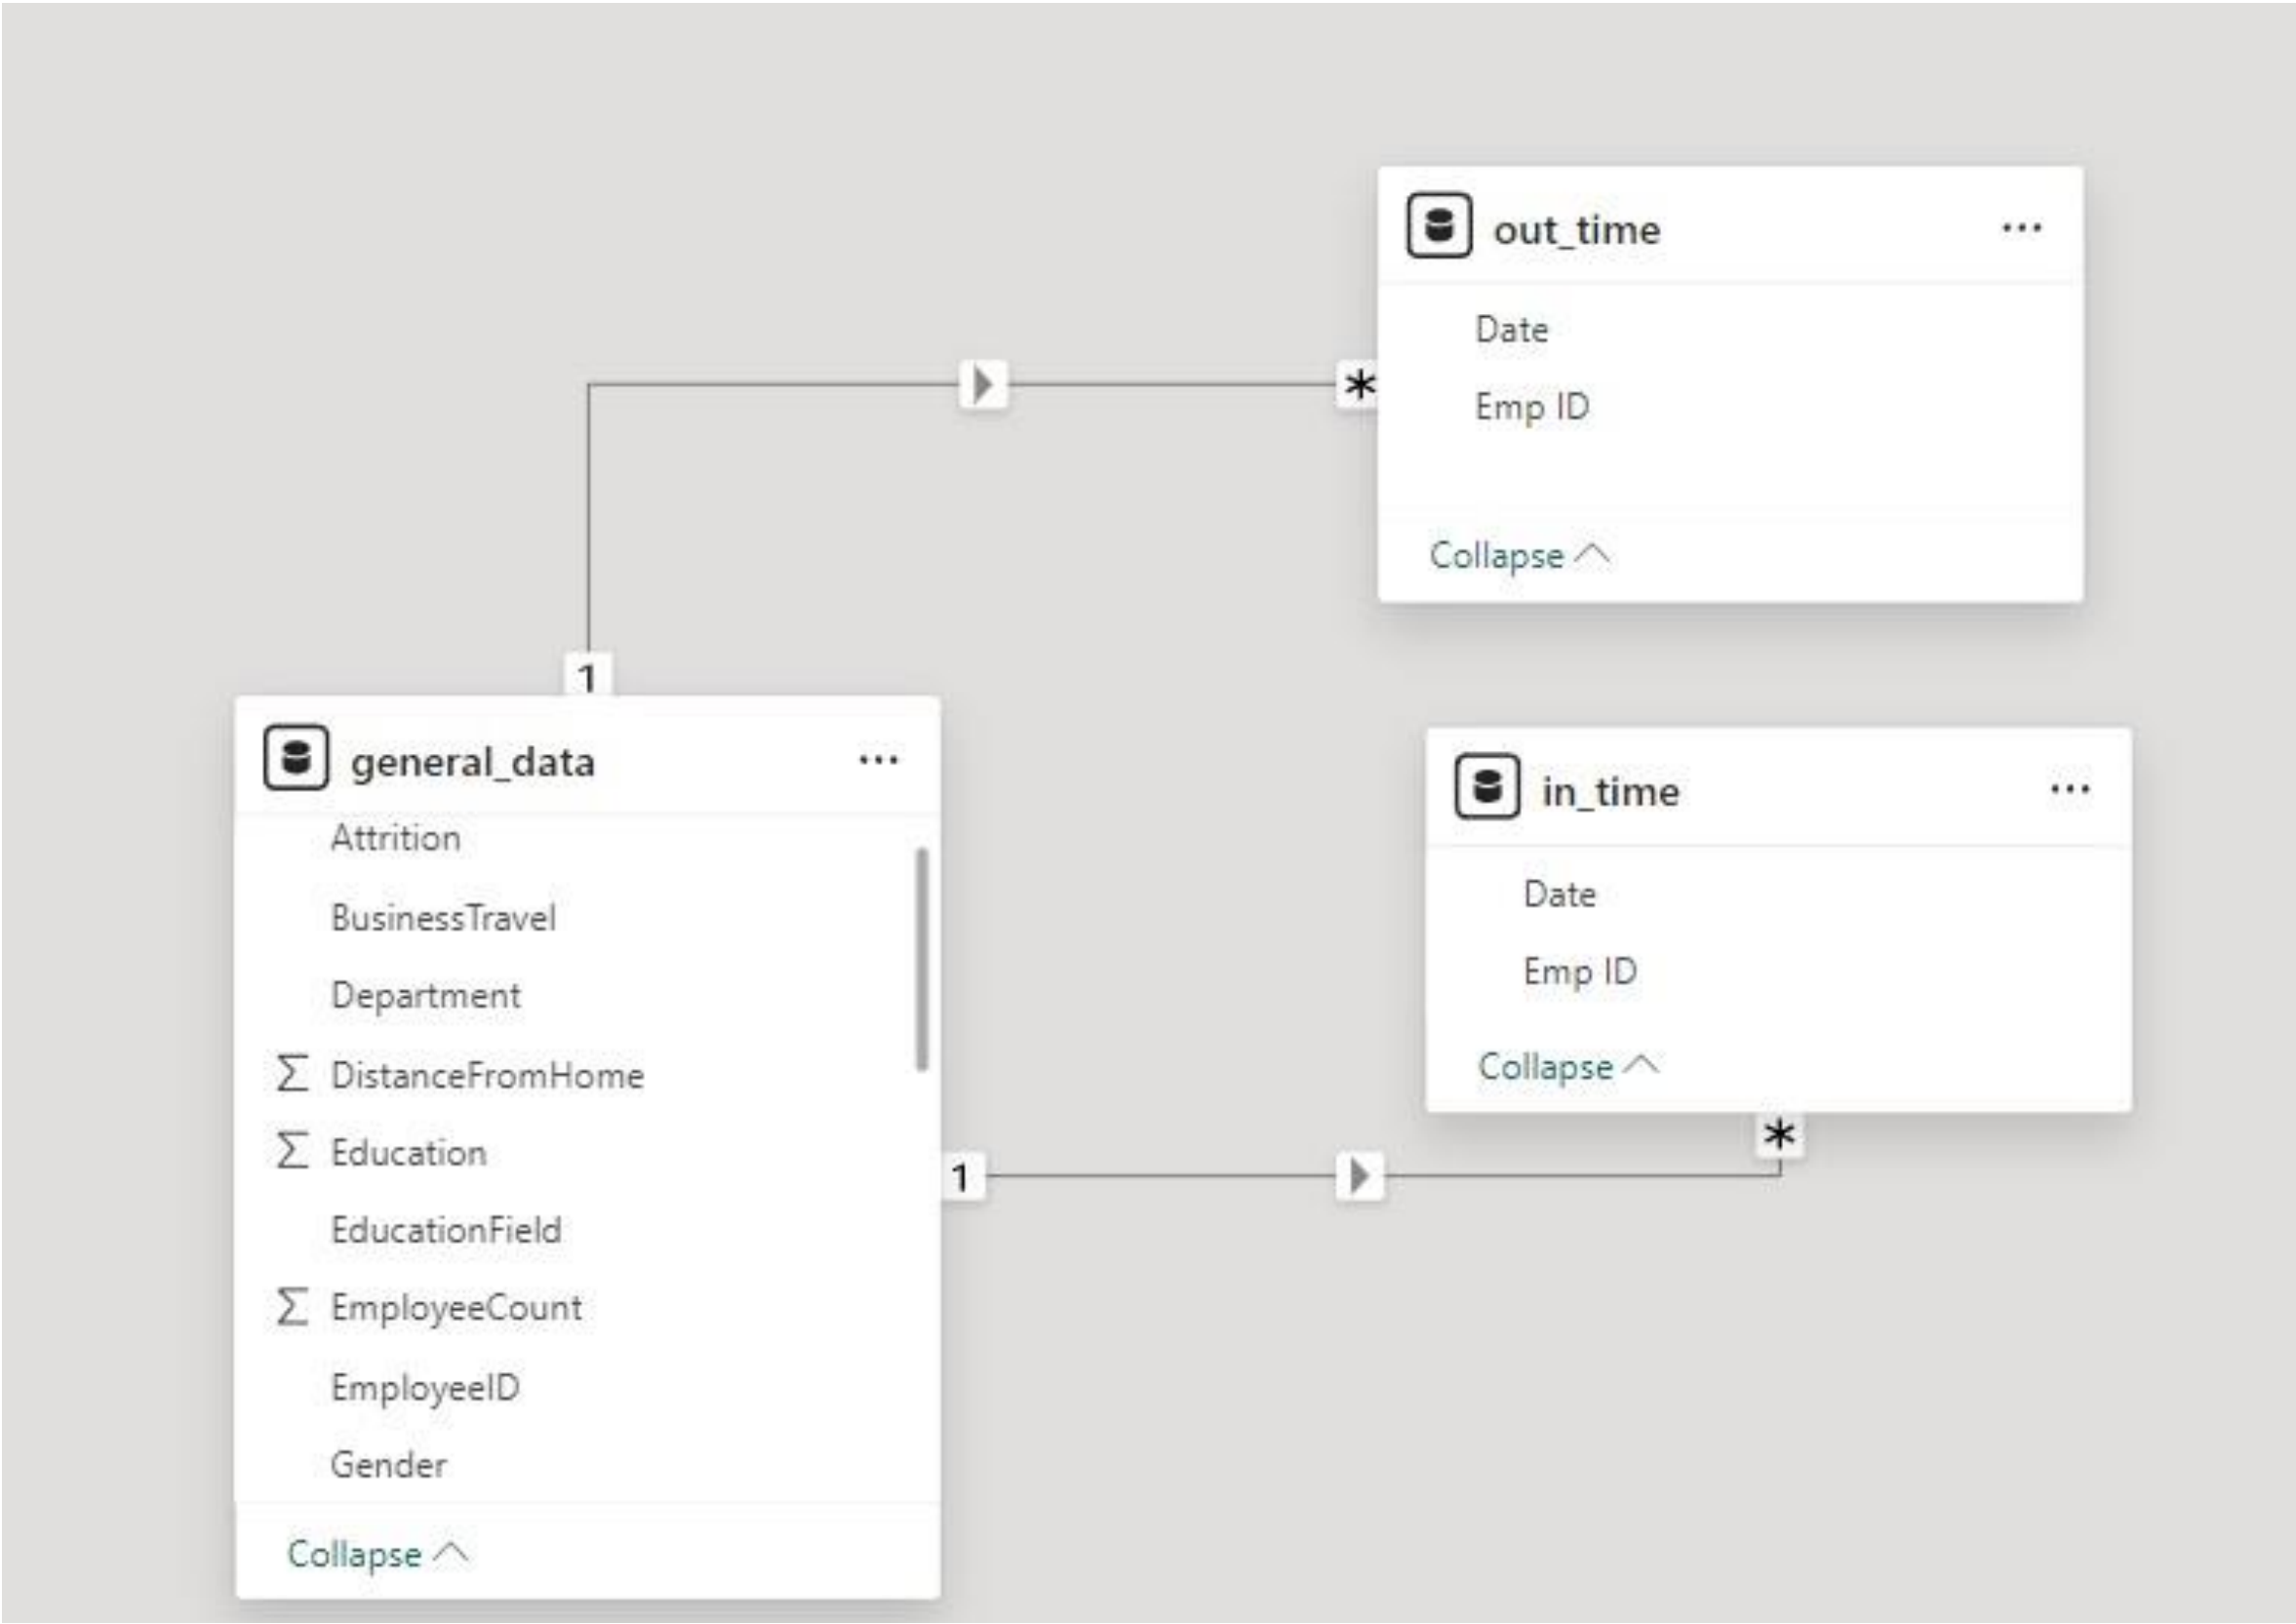 out_time
...
Date
Emp ID
Collapse
*
1
general_data
...
Attrition
BusinessTravel
Department
Σ DistanceFromHome
Σ Education
EducationField
Σ EmployeeCount
EmployeeID
Gender
Collapse
1
in_time
...
Date
Emp ID
Collapse
*